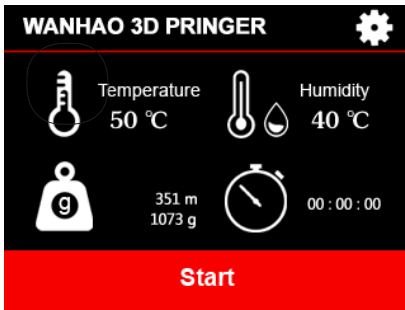 WANHAO 3D PRINGER
Temperature
50 ℃
Humidity
40 ℃
g
351 m
1073 g
00 : 00 : 00
Start